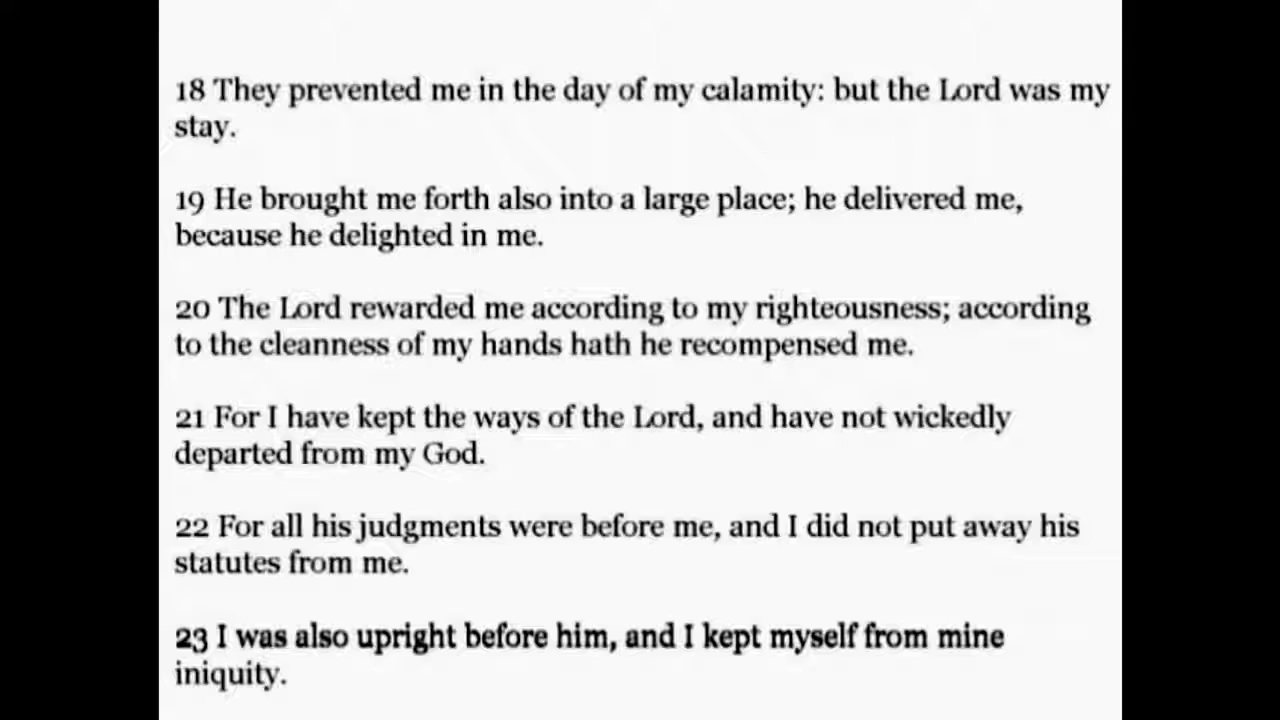 18 They prevented me in the day of my calamity: but the Lord was my
stay.
19 He brought me forth also into a large place; he delivered me,
because he delighted in me.
20 The Lord rewarded me according to my righteousness; according
to the cleanness of my hands hath he recompensed me.
21 For I have kept the ways of the Lord, and have not wickedly
departed from my God.
22 For all his judgments were before me, and I did not put away his
statutes from me.
23 I was also upright before him, and I kept myself from mine
iniquity.